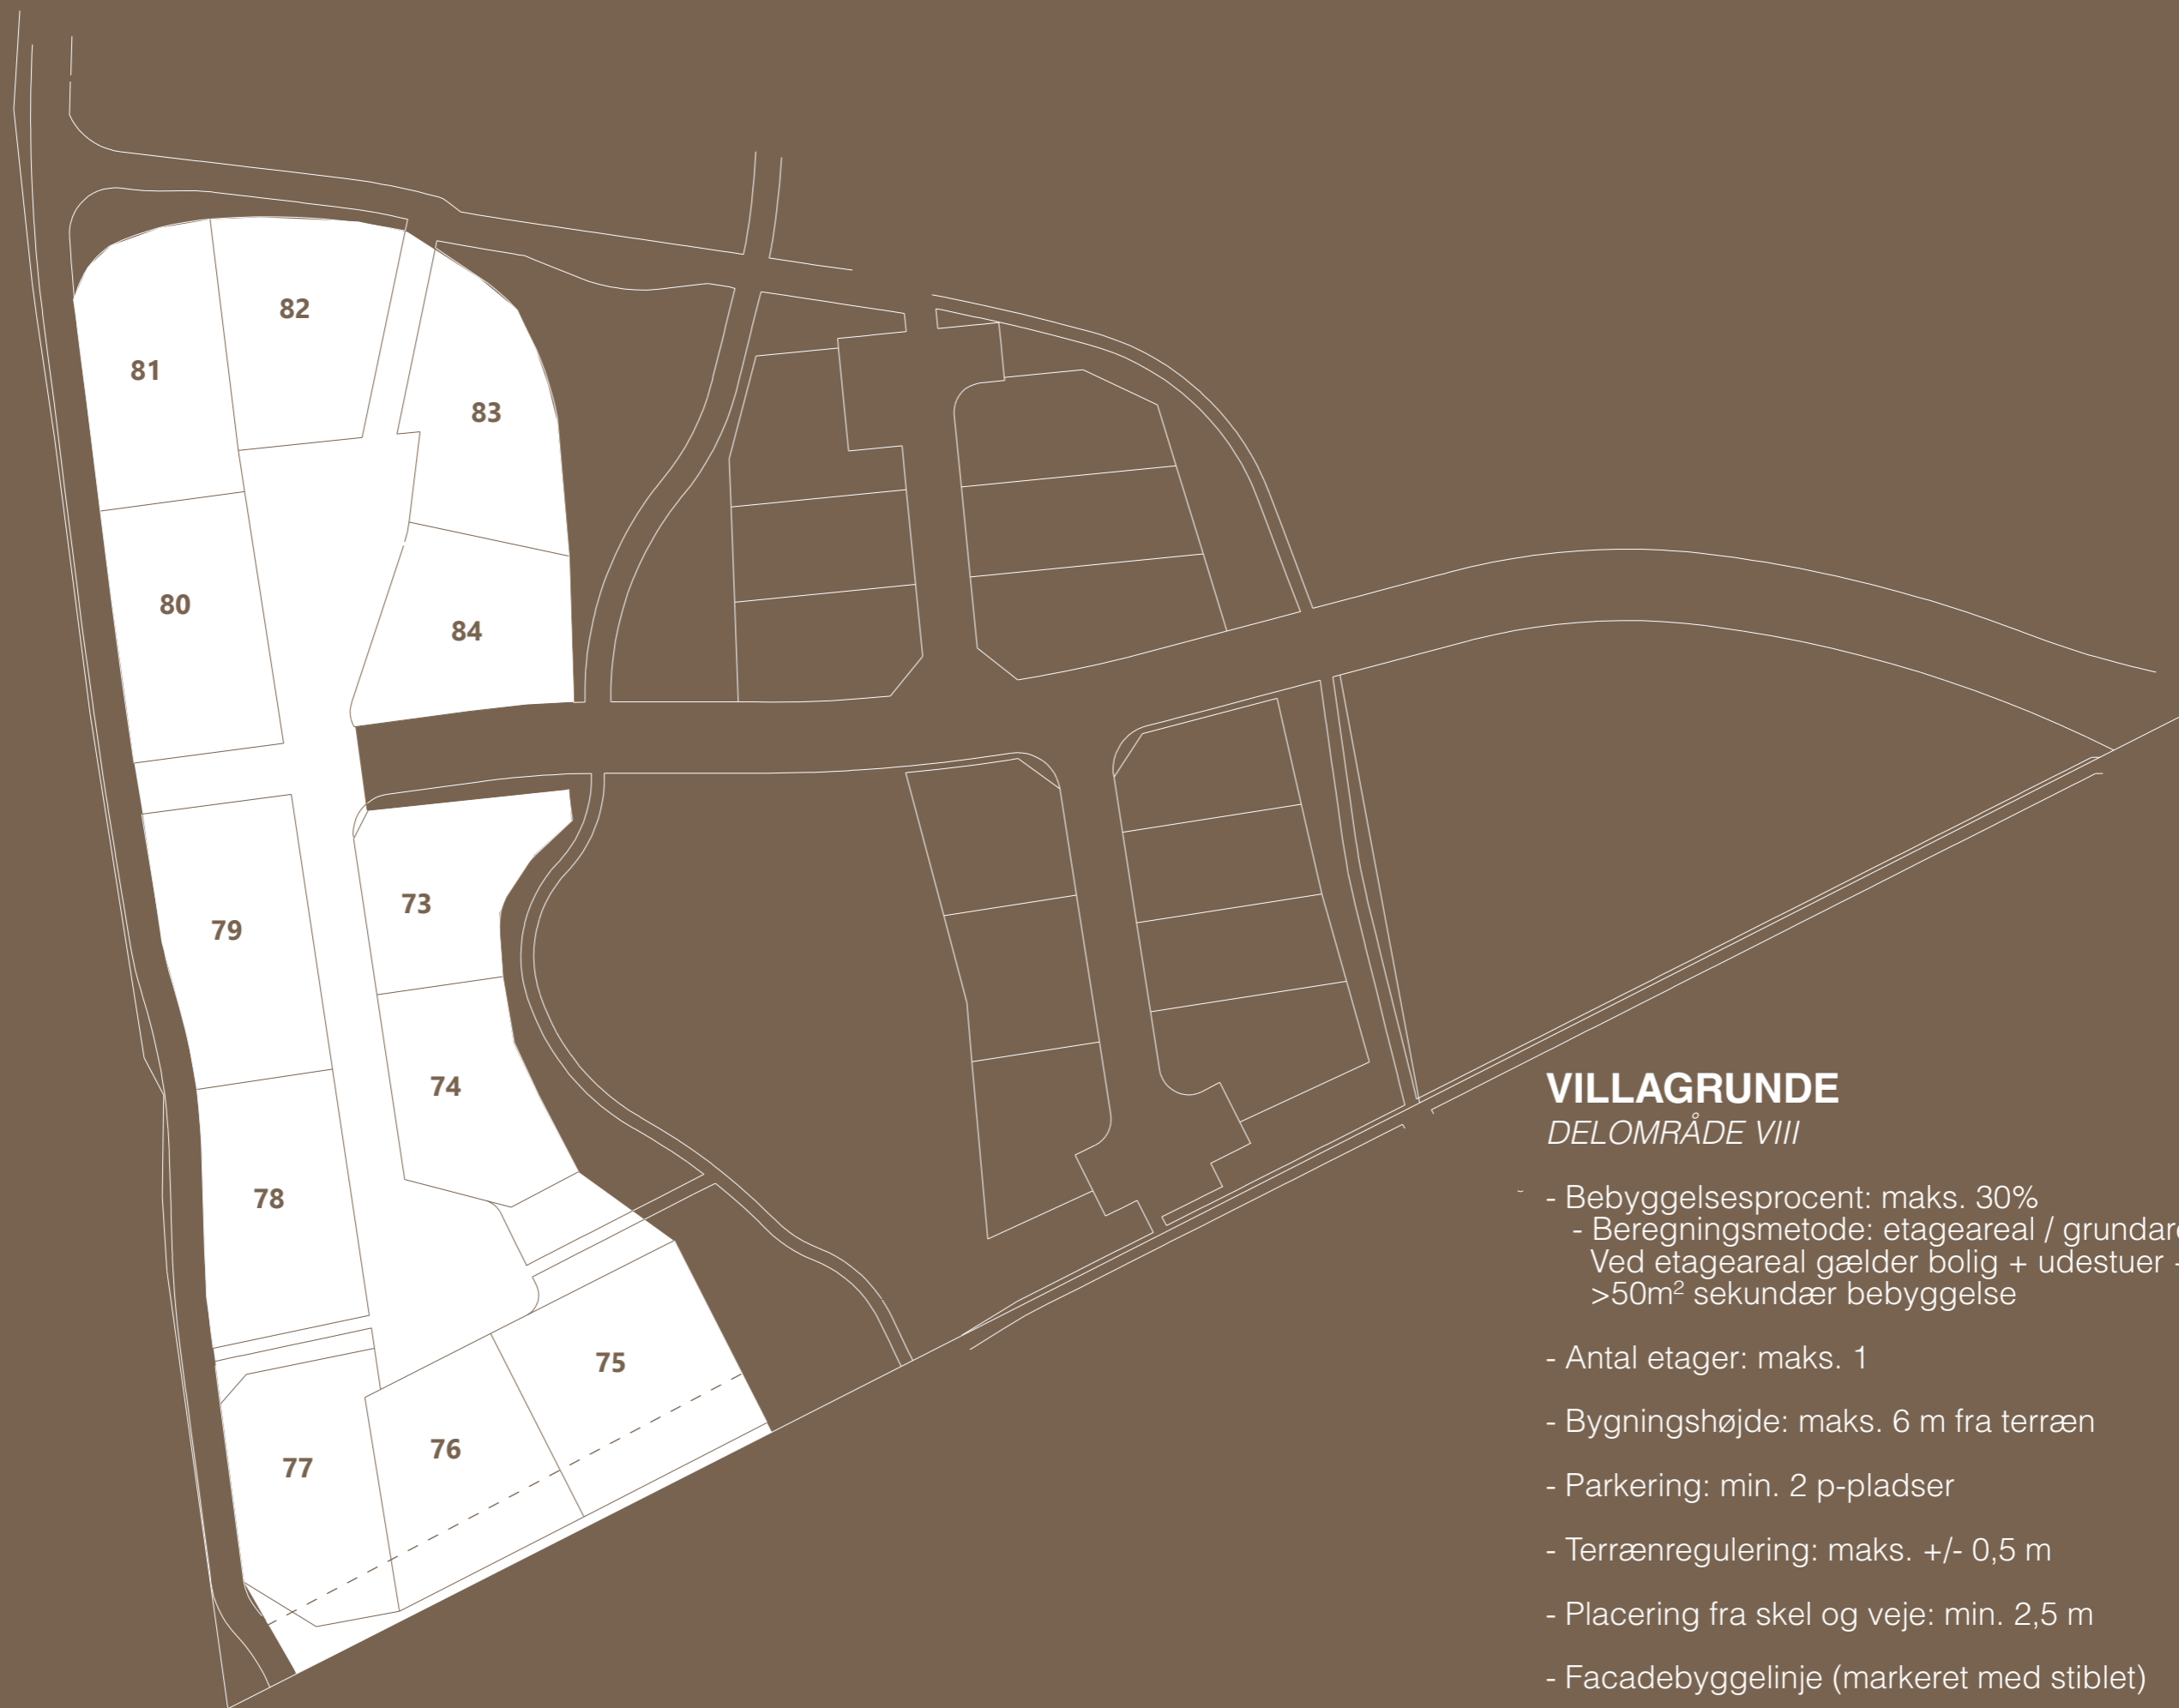 82
81
83
80
84
73
79
74
78
75
76
77
VILLAGRUNDE
DELOMRÅDE VIII
- Bebyggelsesprocent: maks. 30%
- Beregningsmetode: etageareal /
Ved etageareal gælder bolig + udestuer
>50m² sekundær bebyggelse
- Antal etager: maks. 1
- Bygningshøjde: maks. 6 m fra terræn
- Parkering: min. 2 p-pladser
- Terrænregulering: maks. +/- 0,5 m
- Placering fra skel og veje: min. 2,5 m
- Facadebyggelinje (markeret med stiblet)